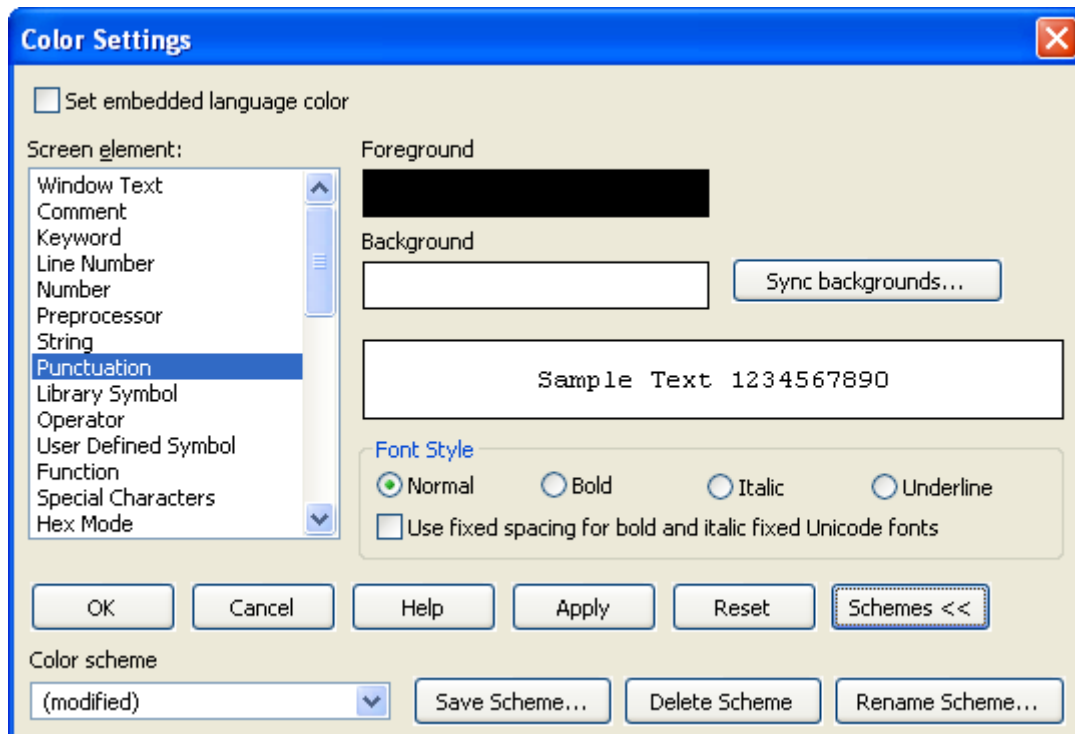 Color Settings
Set embedded language color
Screen element:
Window Text
Comment
Keyword
Line Number
Number
Preprocessor
String
Punctuation
Library Symbol
Operator
User Defined Symbol
Function
Special Characters
Hex Mode
Foreground
Background
Sync backgrounds...
Sample Text 1234567890
Font Style
Normal Bold Italic Underline
Use fixed spacing for bold and italic fixed Unicode fonts
OK Cancel Help Apply Reset Schemes <<
Color scheme
(modified) Save Scheme... Delete Scheme Rename Scheme...